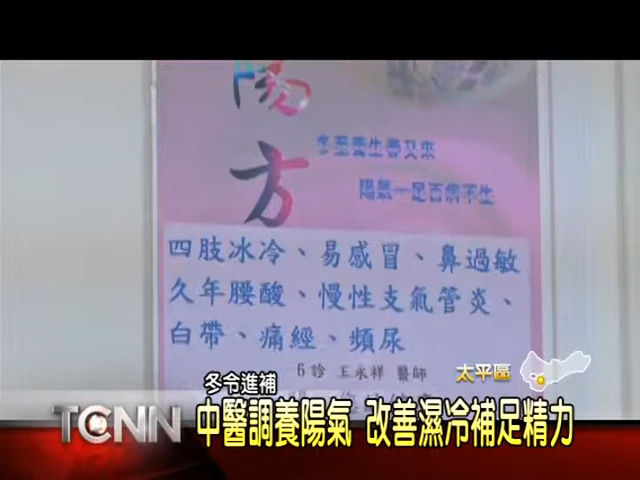 陽
方
冬至養生春又來
陽氣一足百病不生
四肢冰冷、易感冒、鼻過敏
久年腰酸、慢性支氣管炎、
白帶、痛經、頻尿
6診 王永祥 醫師
太平區
冬令進補
TCNN
中醫調養陽氣 改善濕冷補足精力